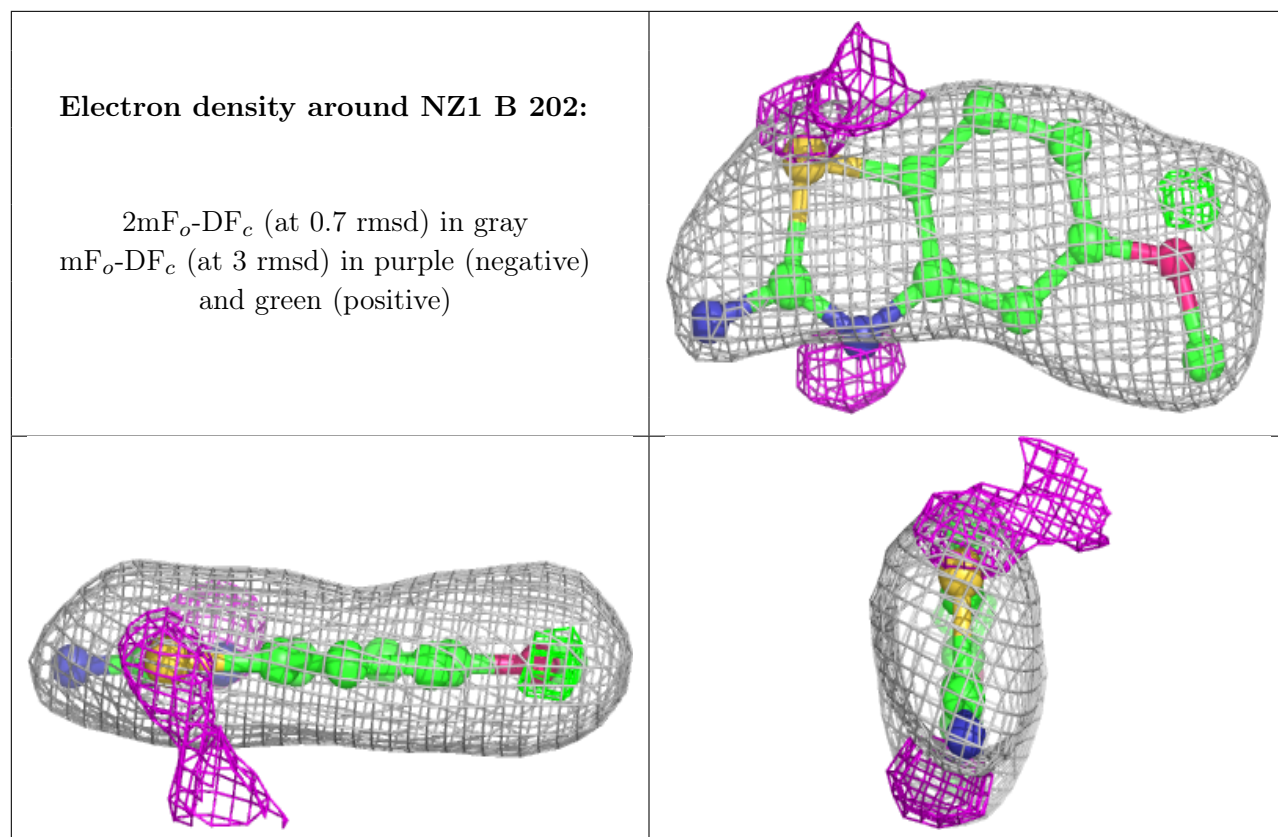 Electron density around NZ1 B 202:
2mFₒ-DF𝒸 (at 0.7 rmsd) in gray
mFₒ-DF𝒸 (at 3 rmsd) in purple (negative)
and green (positive)